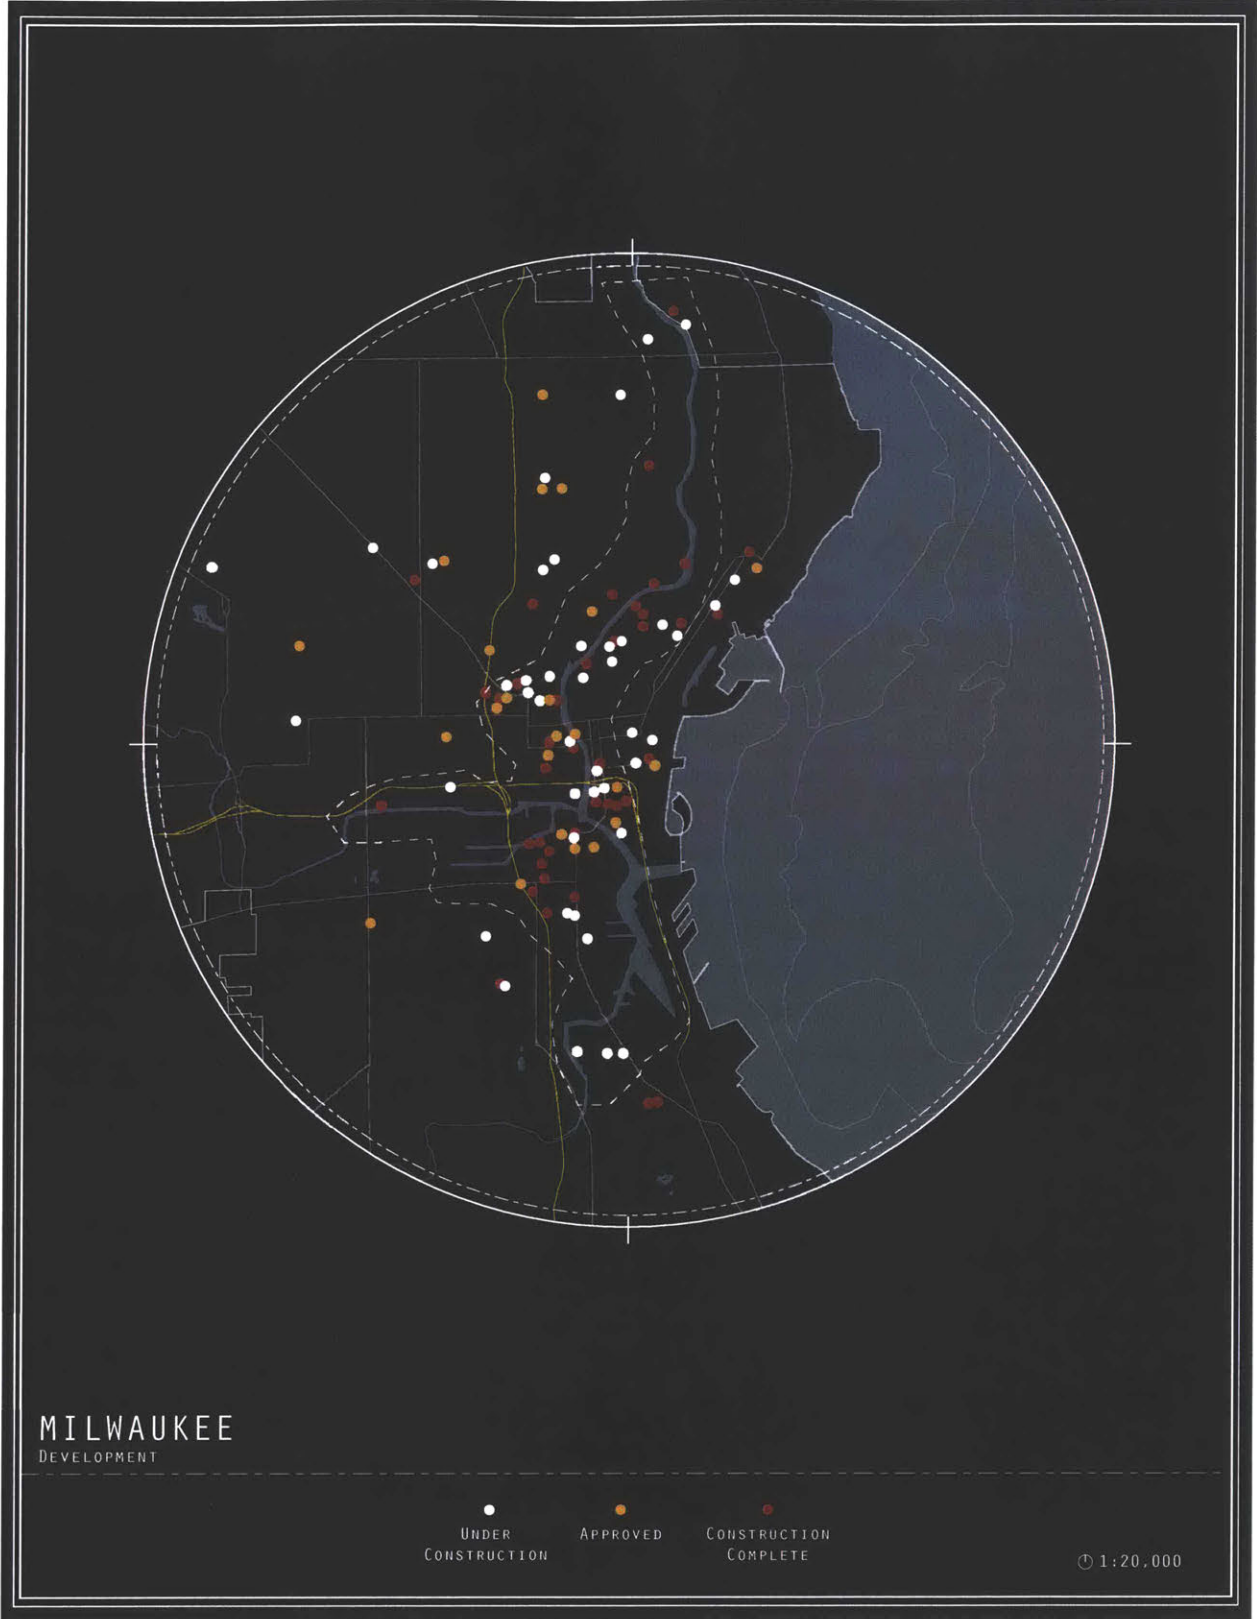 MILWAUKEE
DEVELOPMENT
UNDER
CONSTRUCTION
APPROVED
CONSTRUCTION
COMPLETE
1:20,000